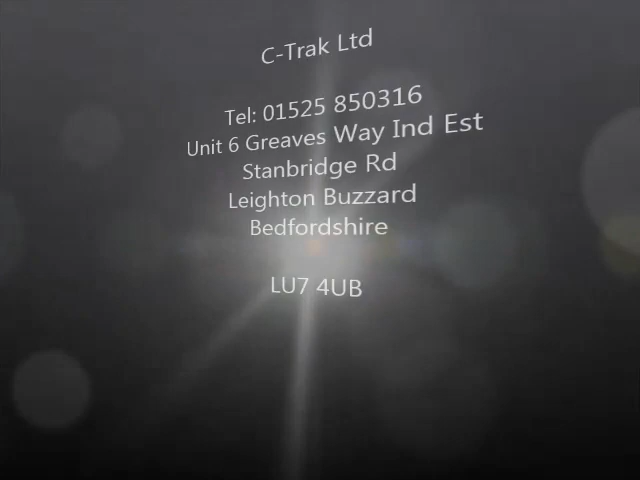 C-Trak Ltd
Tel: 01525 850316
Unit 6 Greaves Way Ind Est
Stanbridge Rd
Leighton Buzzard
Bedfordshire
LU7 4UB